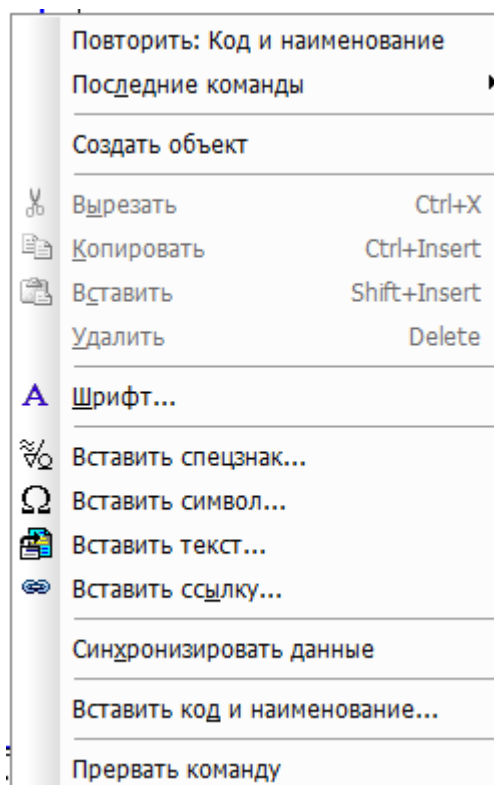 Повторить: Код и наименование
Последние команды
Создать объект
Вырезать Ctrl+X
Копировать Ctrl+Insert
Вставить Shift+Insert
Удалить Delete
Шрифт...
Вставить спецзнак...
Вставить символ...
Вставить текст...
Вставить ссылку...
Синхронизировать данные
Вставить код и наименование...
Прервать команду